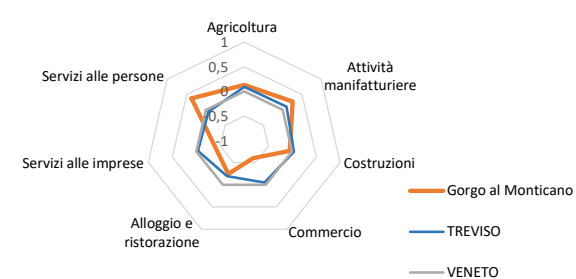 Agricoltura
1
0,5
0
-0,5
-1
Attività
manifatturiere
Costruzioni
Commercio
Alloggio e
ristorazione
Servizi alle imprese
Servizi alle persone
Gorgo al Monticano
TREVISO
VENETO